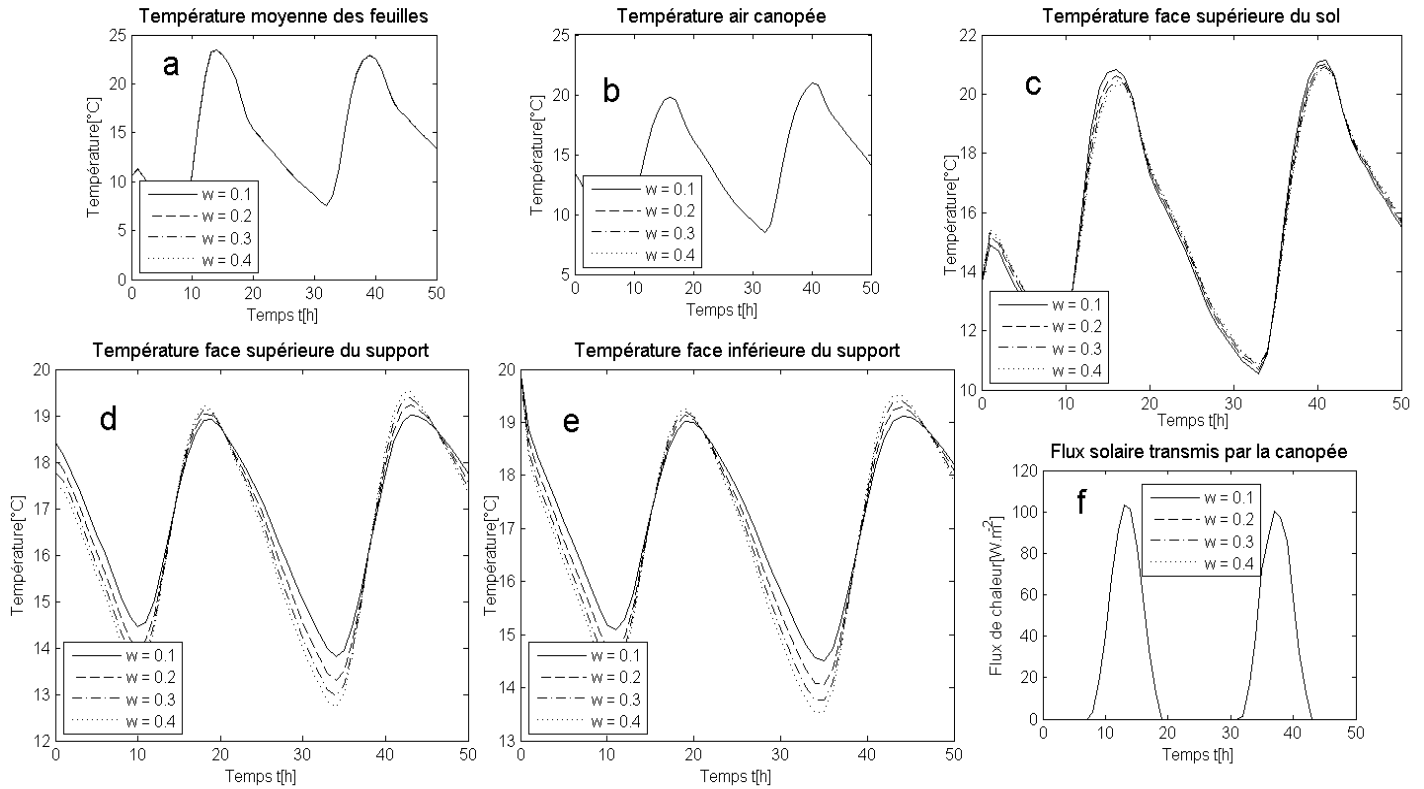 Température moyenne des feuilles
a
Température[°C]
25
20
15
10
5
0
w = 0.1
w = 0.2
w = 0.3
w = 0.4
0 10 20 30 40 50
Temps t[h]
Température air canopée
b
Température[°C]
25
20
15
10
5
w = 0.1
w = 0.2
w = 0.3
w = 0.4
0 10 20 30 40 50
Temps t[h]
Température face supérieure du sol
c
Température[°C]
22
20
18
16
14
12
10
w = 0.1
w = 0.2
w = 0.3
w = 0.4
0 10 20 30 40 50
Temps t[h]
Température face supérieure du support
d
Température[°C]
20
19
18
17
16
15
14
13
12
w = 0.1
w = 0.2
w = 0.3
w = 0.4
0 10 20 30 40 50
Temps t[h]
Température face inférieure du support
e
Température[°C]
20
19
18
17
16
15
14
13
w = 0.1
w = 0.2
w = 0.3
w = 0.4
0 10 20 30 40 50
Temps t[h]
Flux solaire transmis par la canopée
f
Flux de chaleur[W.m-2]
120
100
80
60
40
20
0
w = 0.1
w = 0.2
w = 0.3
w = 0.4
0 10 20 30 40 50
Temps t[h]